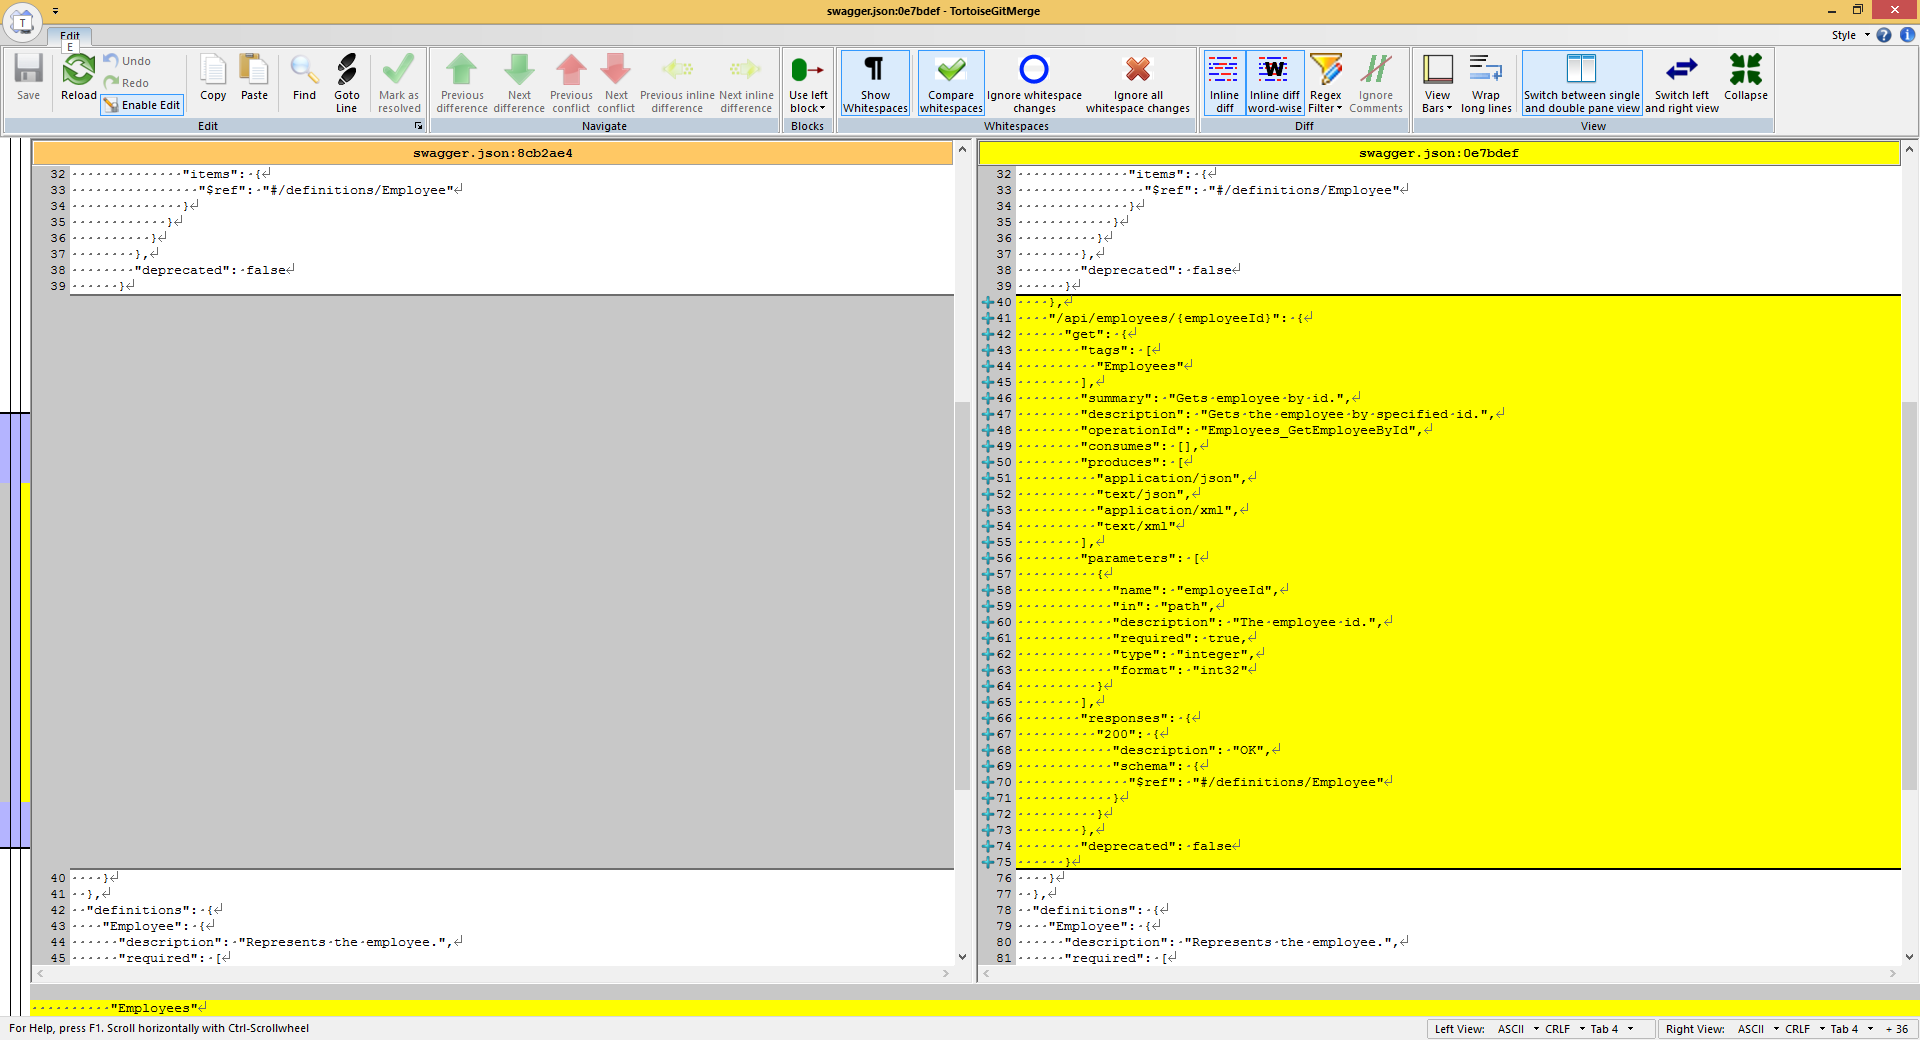 swagger.json:0e7bdef - TortoiseGitMerge
T
Edit
E
Style
Save
Reload
Undo
Redo
Enable Edit
Copy
Paste
Find
Goto Line
Mark as resolved
Previous difference
Next difference
Previous conflict
Next conflict
Previous inline difference
Next inline difference
Use left block
Show Whitespaces
Compare whitespaces
Ignore whitespace changes
Ignore all whitespace changes
Inline diff
Inline diff word-wise
Regex Filter
Ignore Comments
View Bars
Wrap long lines
Switch between single and double pane view
Switch left and right view
Collapse
Edit
Navigate
Blocks
Whitespaces
Diff
View
swagger.json:8cb2ae4
32 ··············"items":·{
33 ················"$ref":·"#/definitions/Employee"
34 ··············}
35 ············}
36 ··········}
37 ········},
38 ········"deprecated":·false
39 ······}
40 ····}
41 ··},
42 ··"definitions":·{
43 ····"Employee":·{
44 ······"description":·"Represents·the·employee.",
45 ······"required":·[
swagger.json:0e7bdef
32 ··············"items":·{
33 ················"$ref":·"#/definitions/Employee"
34 ··············}
35 ············}
36 ··········}
37 ········},
38 ········"deprecated":·false
39 ······}
40 ····},
41 ····"/api/employees/{employeeId}":·{
42 ······"get":·{
43 ········"tags":·[
44 ··········"Employees"
45 ········],
46 ········"summary":·"Gets·employee·by·id.",
47 ········"description":·"Gets·the·employee·by·specified·id.",
48 ········"operationId":·"Employees_GetEmployeeById",
49 ········"consumes":·[],
50 ········"produces":·[
51 ··········"application/json",
52 ··········"text/json",
53 ··········"application/xml",
54 ··········"text/xml"
55 ········],
56 ········"parameters":·[
57 ··········{
58 ············"name":·"employeeId",
59 ············"in":·"path",
60 ············"description":·"The·employee·id.",
61 ············"required":·true,
62 ············"type":·"integer",
63 ············"format":·"int32"
64 ··········}
65 ········],
66 ········"responses":·{
67 ··········"200":·{
68 ············"description":·"OK",
69 ············"schema":·{
70 ··············"$ref":·"#/definitions/Employee"
71 ············}
72 ··········}
73 ········},
74 ········"deprecated":·false
75 ······}
76 ····}
77 ··},
78 ··"definitions":·{
79 ····"Employee":·{
80 ······"description":·"Represents·the·employee.",
81 ······"required":·[
··········"Employees"
For Help, press F1. Scroll horizontally with Ctrl-Scrollwheel
Left View: ASCII CRLF Tab 4
Right View: ASCII CRLF Tab 4 + 36